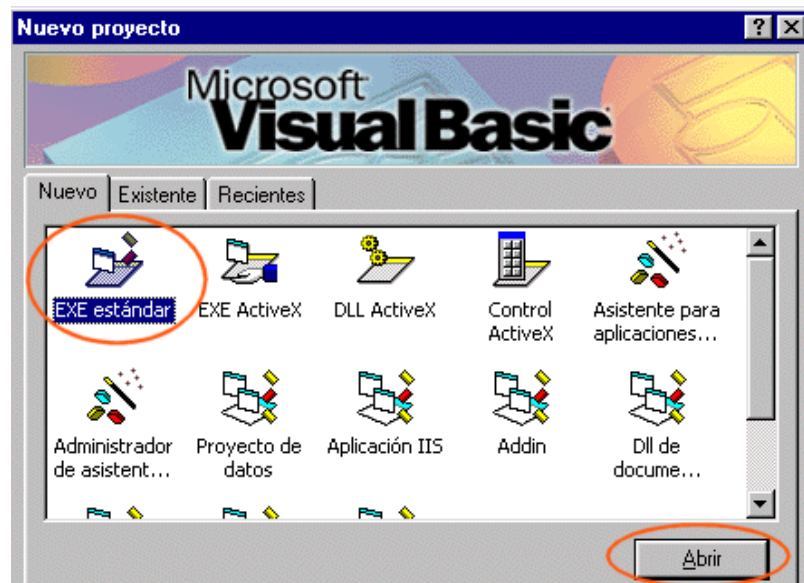 Nuevo proyecto
Microsoft
Visual Basic
Nuevo Existente Recientes
EXE estándar EXE ActiveX DLL ActiveX Control ActiveX Asistente para aplicaciones...
Administrador de asistent... Proyecto de datos Aplicación IIS Addin Dll de docume...
Abrir